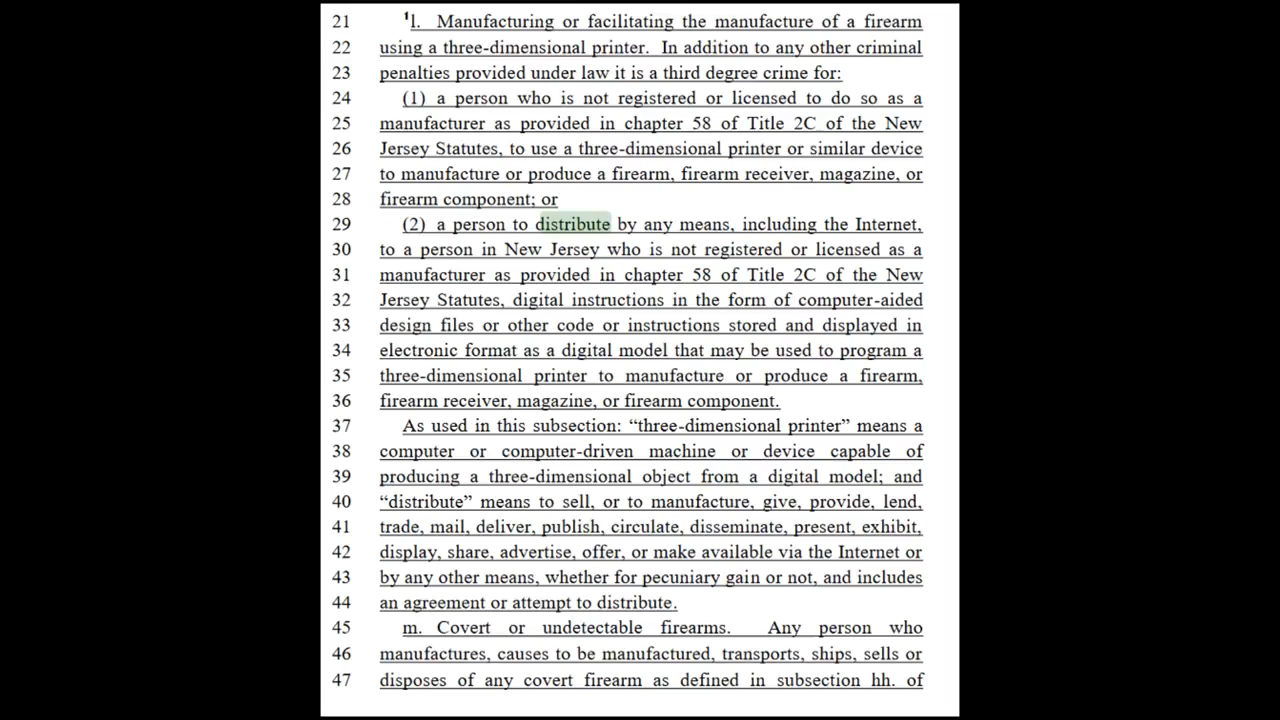 21 ¹l. Manufacturing or facilitating the manufacture of a firearm
22 using a three-dimensional printer. In addition to any other criminal
23 penalties provided under law it is a third degree crime for:
24 (1) a person who is not registered or licensed to do so as a
25 manufacturer as provided in chapter 58 of Title 2C of the New
26 Jersey Statutes, to use a three-dimensional printer or similar device
27 to manufacture or produce a firearm, firearm receiver, magazine, or
28 firearm component; or
29 (2) a person to distribute by any means, including the Internet,
30 to a person in New Jersey who is not registered or licensed as a
31 manufacturer as provided in chapter 58 of Title 2C of the New
32 Jersey Statutes, digital instructions in the form of computer-aided
33 design files or other code or instructions stored and displayed in
34 electronic format as a digital model that may be used to program a
35 three-dimensional printer to manufacture or produce a firearm,
36 firearm receiver, magazine, or firearm component.
37 As used in this subsection: “three-dimensional printer” means a
38 computer or computer-driven machine or device capable of
39 producing a three-dimensional object from a digital model; and
40 “distribute” means to sell, or to manufacture, give, provide, lend,
41 trade, mail, deliver, publish, circulate, disseminate, present, exhibit,
42 display, share, advertise, offer, or make available via the Internet or
43 by any other means, whether for pecuniary gain or not, and includes
44 an agreement or attempt to distribute.
45 m. Covert or undetectable firearms. Any person who
46 manufactures, causes to be manufactured, transports, ships, sells or
47 disposes of any covert firearm as defined in subsection hh. of